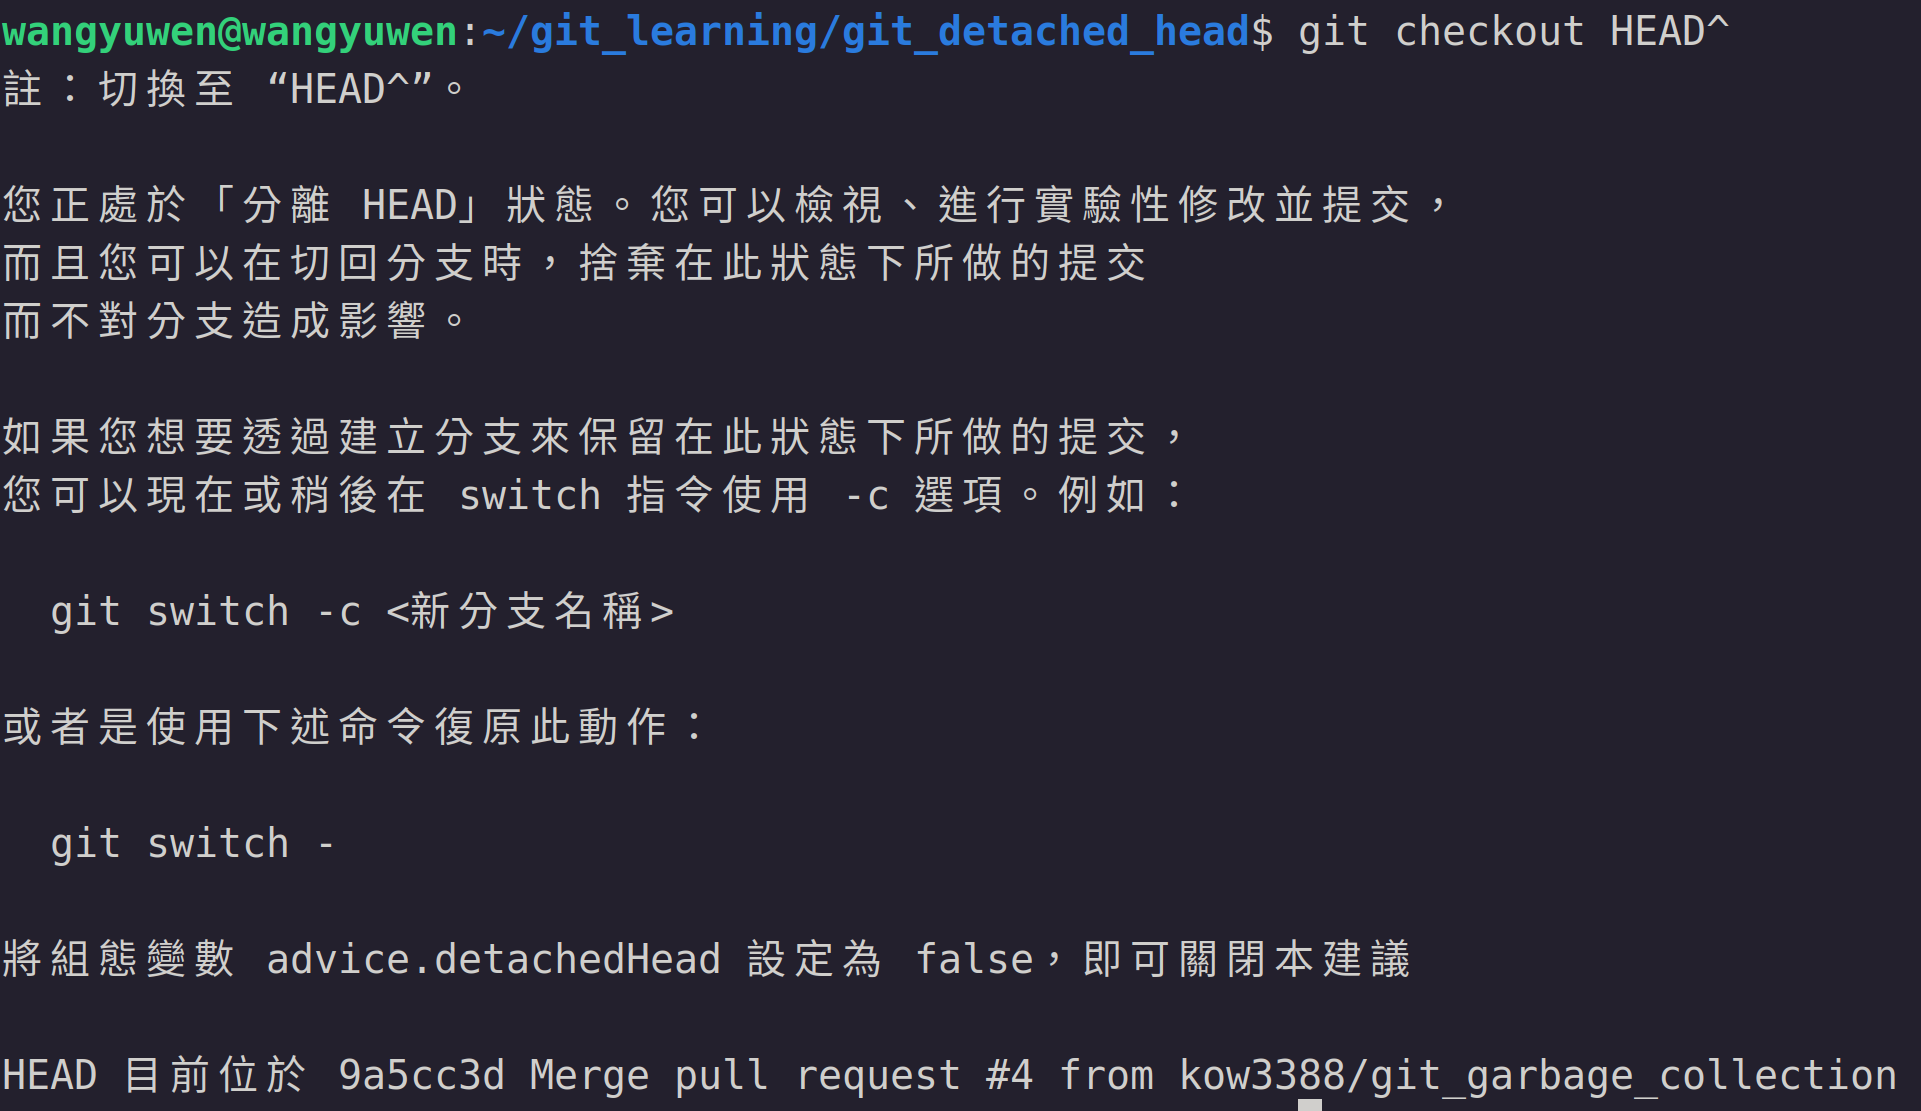 wangyuwen@wangyuwen:~/git_learning/git_detached_head$ git checkout HEAD^
註：切換至 “HEAD^”。
您正處於「分離 HEAD」狀態。您可以檢視、進行實驗性修改並提交，
而且您可以在切回分支時，捨棄在此狀態下所做的提交
而不對分支造成影響。
如果您想要透過建立分支來保留在此狀態下所做的提交，
您可以現在或稍後在 switch 指令使用 -c 選項。例如：
git switch -c <新分支名稱>
或者是使用下述命令復原此動作：
git switch -
將組態變數 advice.detachedHead 設定為 false，即可關閉本建議
HEAD 目前位於 9a5cc3d Merge pull request #4 from kow3388/git_garbage_collection